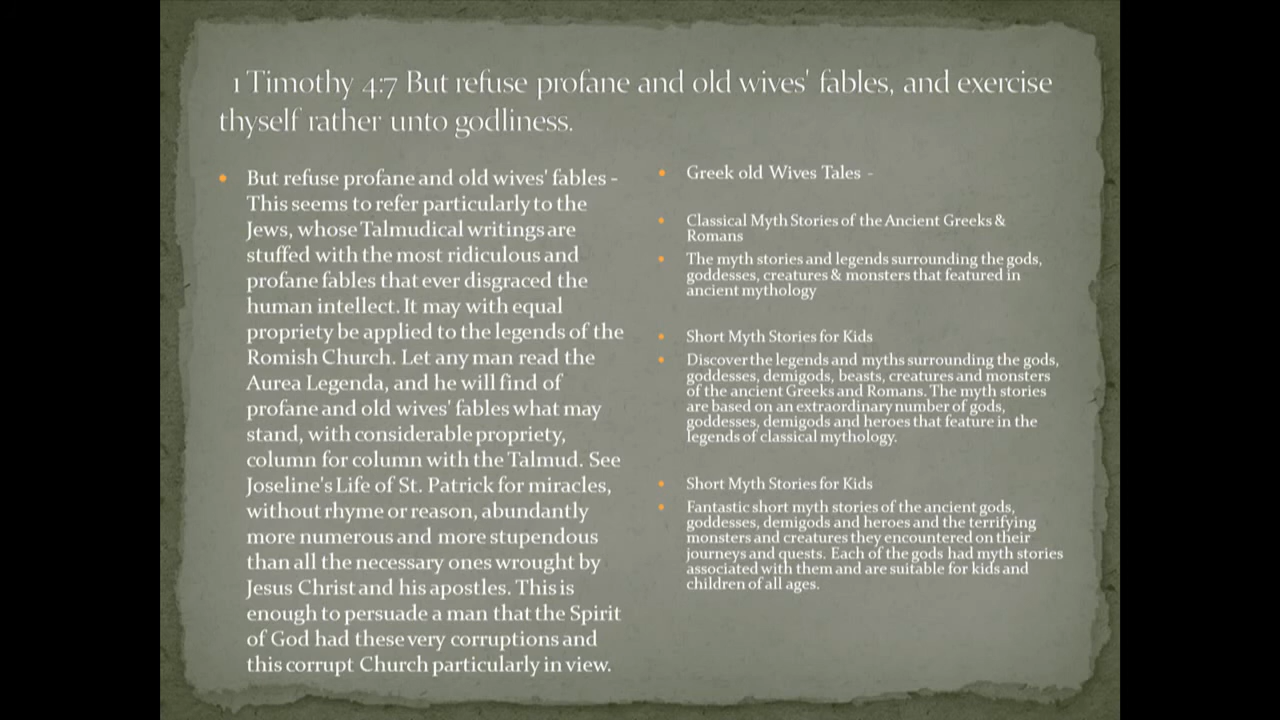 1 Timothy 4:7 But refuse profane and old wives' fables, and exercise
thyself rather unto godliness.
• But refuse profane and old wives' fables -
This seems to refer particularly to the
Jews, whose Talmudical writings are
stuffed with the most ridiculous and
profane fables that ever disgraced the
human intellect. It may with equal
propriety be applied to the legends of the
Romish Church. Let any man read the
Aurea Legenda, and he will find of
profane and old wives' fables what may
stand, with considerable propriety,
column for column with the Talmud. See
Joseline's Life of St. Patrick for miracles,
without rhyme or reason, abundantly
more numerous and more stupendous
than all the necessary ones wrought by
Jesus Christ and his apostles. This is
enough to persuade a man that the Spirit
of God had these very corruptions and
this corrupt Church particularly in view.
• Greek old Wives Tales -
• Classical Myth Stories of the Ancient Greeks &
Romans
• The myth stories and legends surrounding the gods,
goddesses, creatures & monsters that featured in
ancient mythology
• Short Myth Stories for Kids
• Discover the legends and myths surrounding the gods,
goddesses, demigods, beasts, creatures and monsters
of the ancient Greeks and Romans. The myth stories
are based on an extraordinary number of gods,
goddesses, demigods and heroes that feature in the
legends of classical mythology.
• Short Myth Stories for Kids
• Fantastic short myth stories of the ancient gods,
goddesses, demigods and heroes and the terrifying
monsters and creatures they encountered on their
journeys and quests. Each of the gods had myth stories
associated with them and are suitable for kids and
children of all ages.